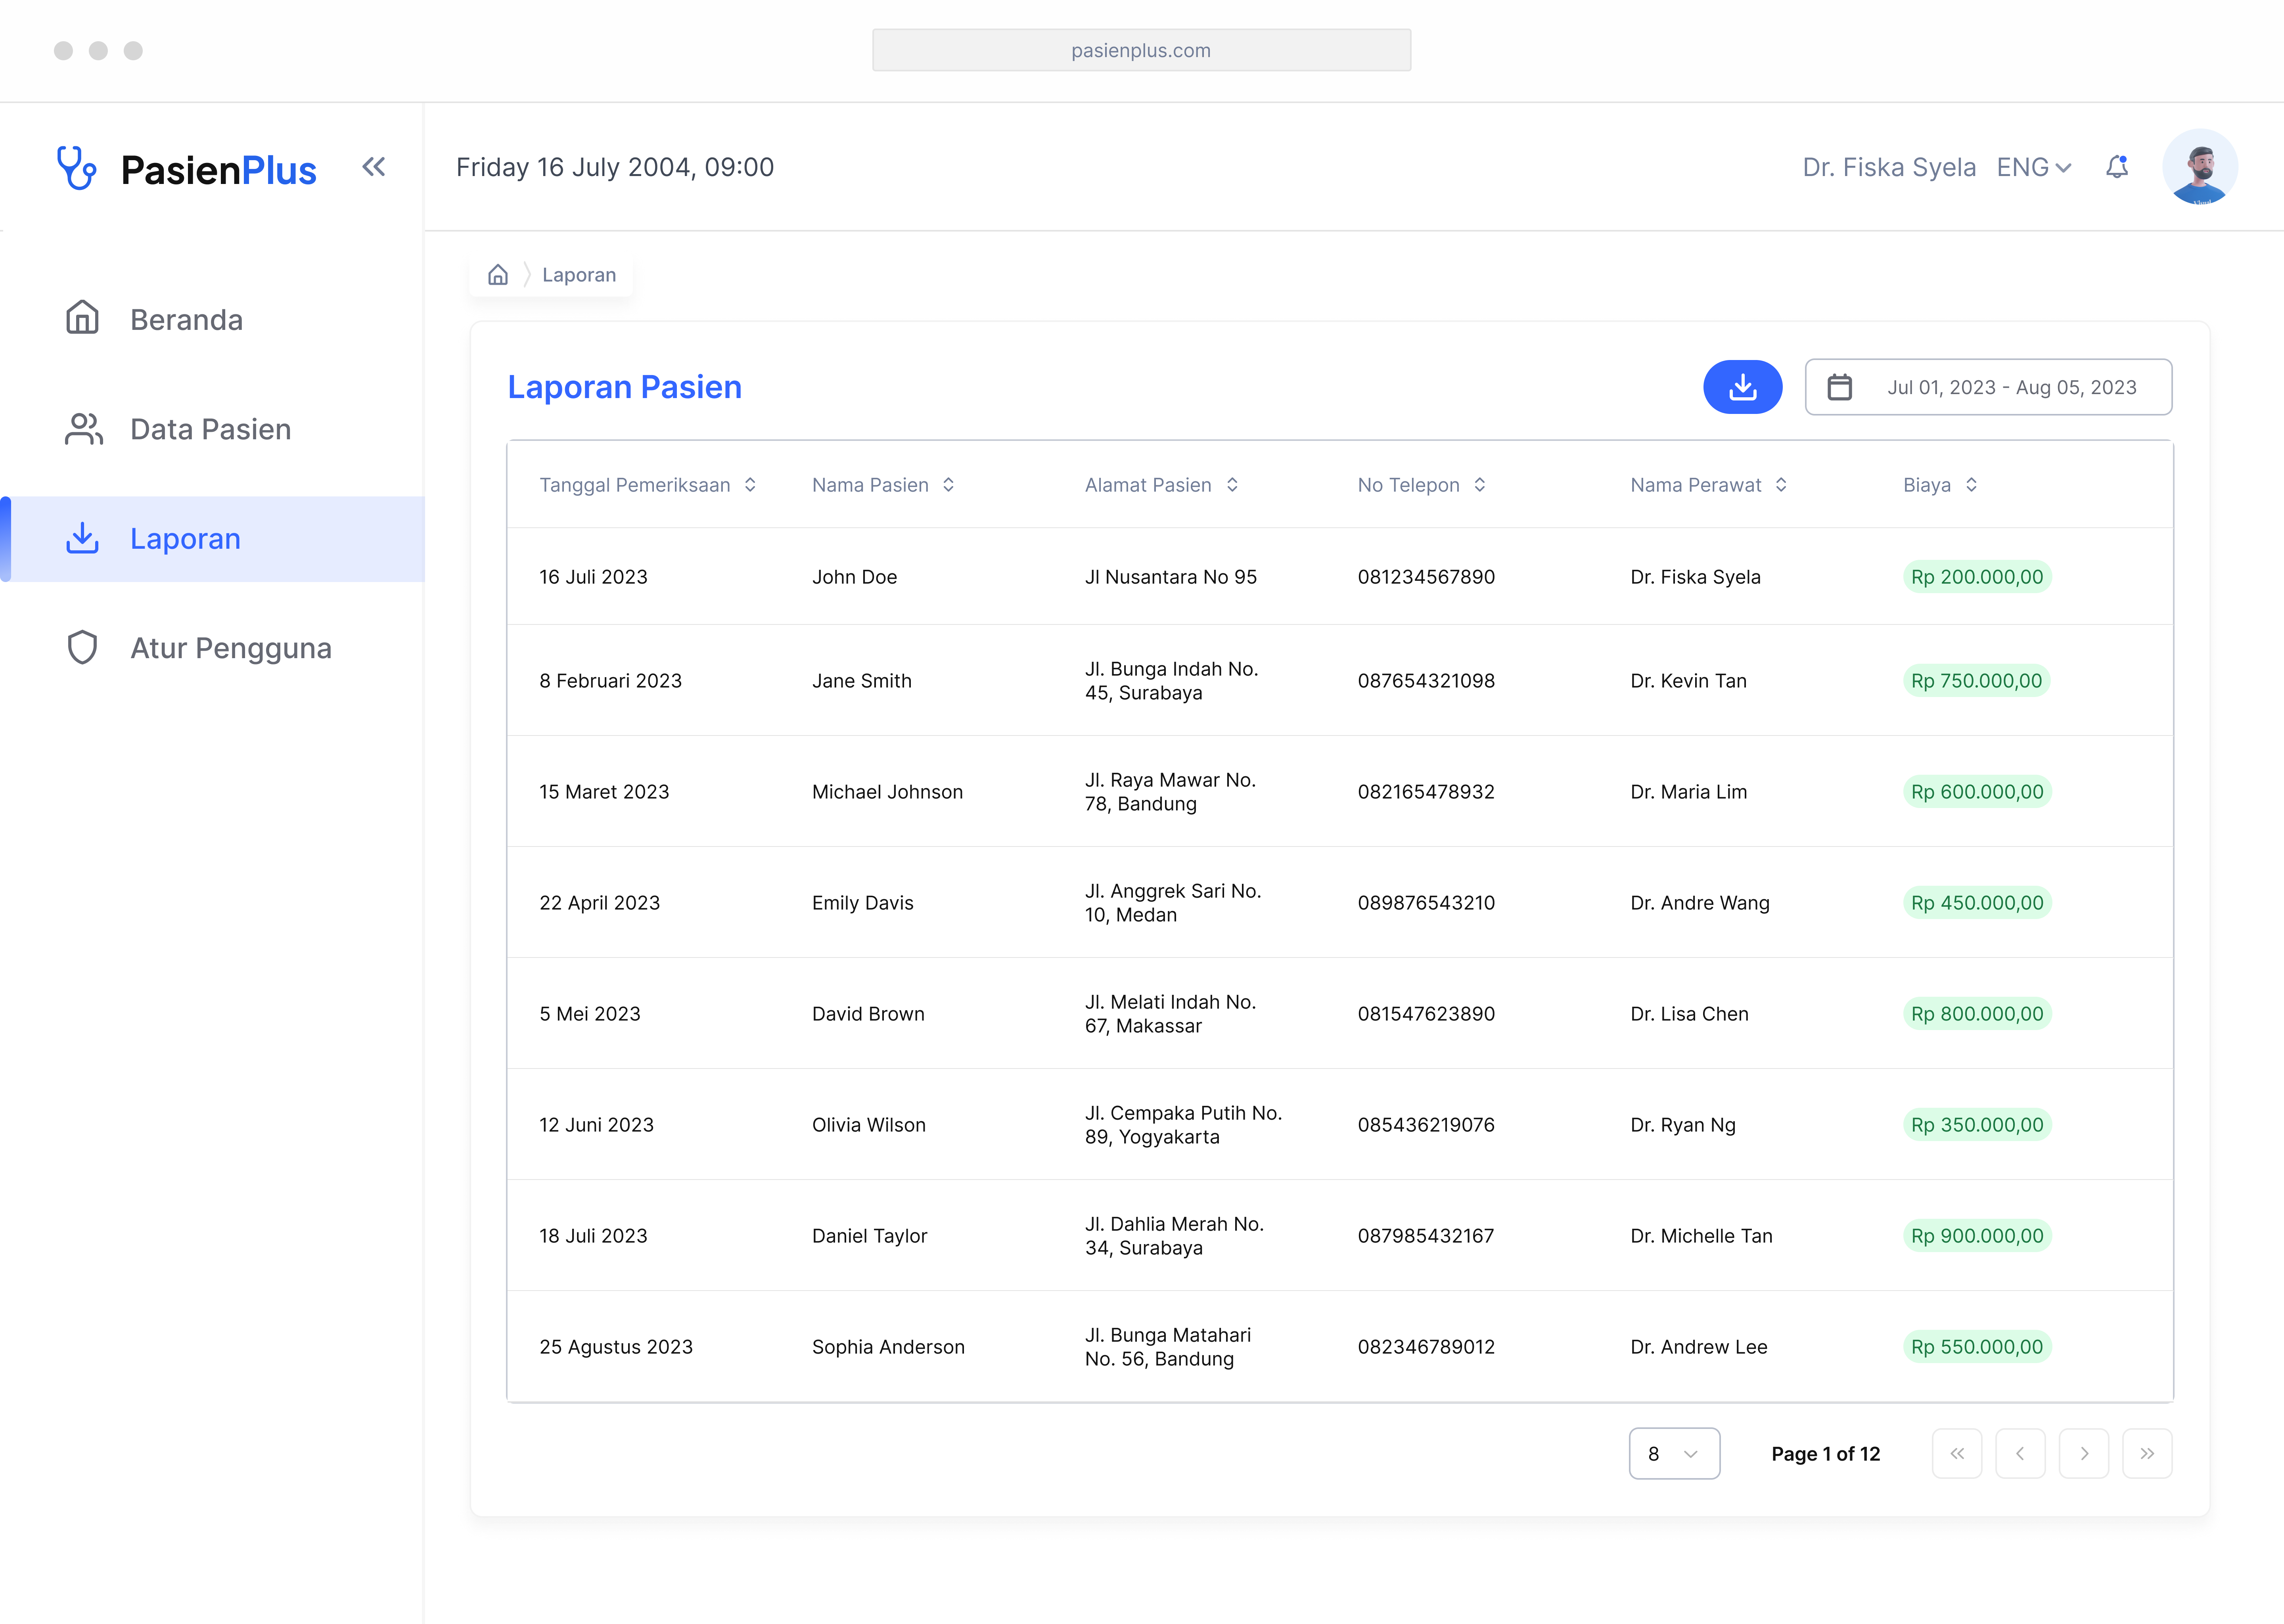 pasienplus.com
PasienPlus
Friday 16 July 2004, 09:00
Dr. Fiska Syela ENG
Laporan
Beranda
Data Pasien
Laporan
Atur Pengguna
Laporan Pasien
Jul 01, 2023 - Aug 05, 2023
Tanggal Pemeriksaan Nama Pasien Alamat Pasien No Telepon Nama Perawat Biaya
16 Juli 2023 John Doe Jl Nusantara No 95 081234567890 Dr. Fiska Syela Rp 200.000,00
8 Februari 2023 Jane Smith Jl. Bunga Indah No.
45, Surabaya 087654321098 Dr. Kevin Tan Rp 750.000,00
15 Maret 2023 Michael Johnson Jl. Raya Mawar No.
78, Bandung 082165478932 Dr. Maria Lim Rp 600.000,00
22 April 2023 Emily Davis Jl. Anggrek Sari No.
10, Medan 089876543210 Dr. Andre Wang Rp 450.000,00
5 Mei 2023 David Brown Jl. Melati Indah No.
67, Makassar 081547623890 Dr. Lisa Chen Rp 800.000,00
12 Juni 2023 Olivia Wilson Jl. Cempaka Putih No.
89, Yogyakarta 085436219076 Dr. Ryan Ng Rp 350.000,00
18 Juli 2023 Daniel Taylor Jl. Dahlia Merah No.
34, Surabaya 087985432167 Dr. Michelle Tan Rp 900.000,00
25 Agustus 2023 Sophia Anderson Jl. Bunga Matahari
No. 56, Bandung 082346789012 Dr. Andrew Lee Rp 550.000,00
8 Page 1 of 12